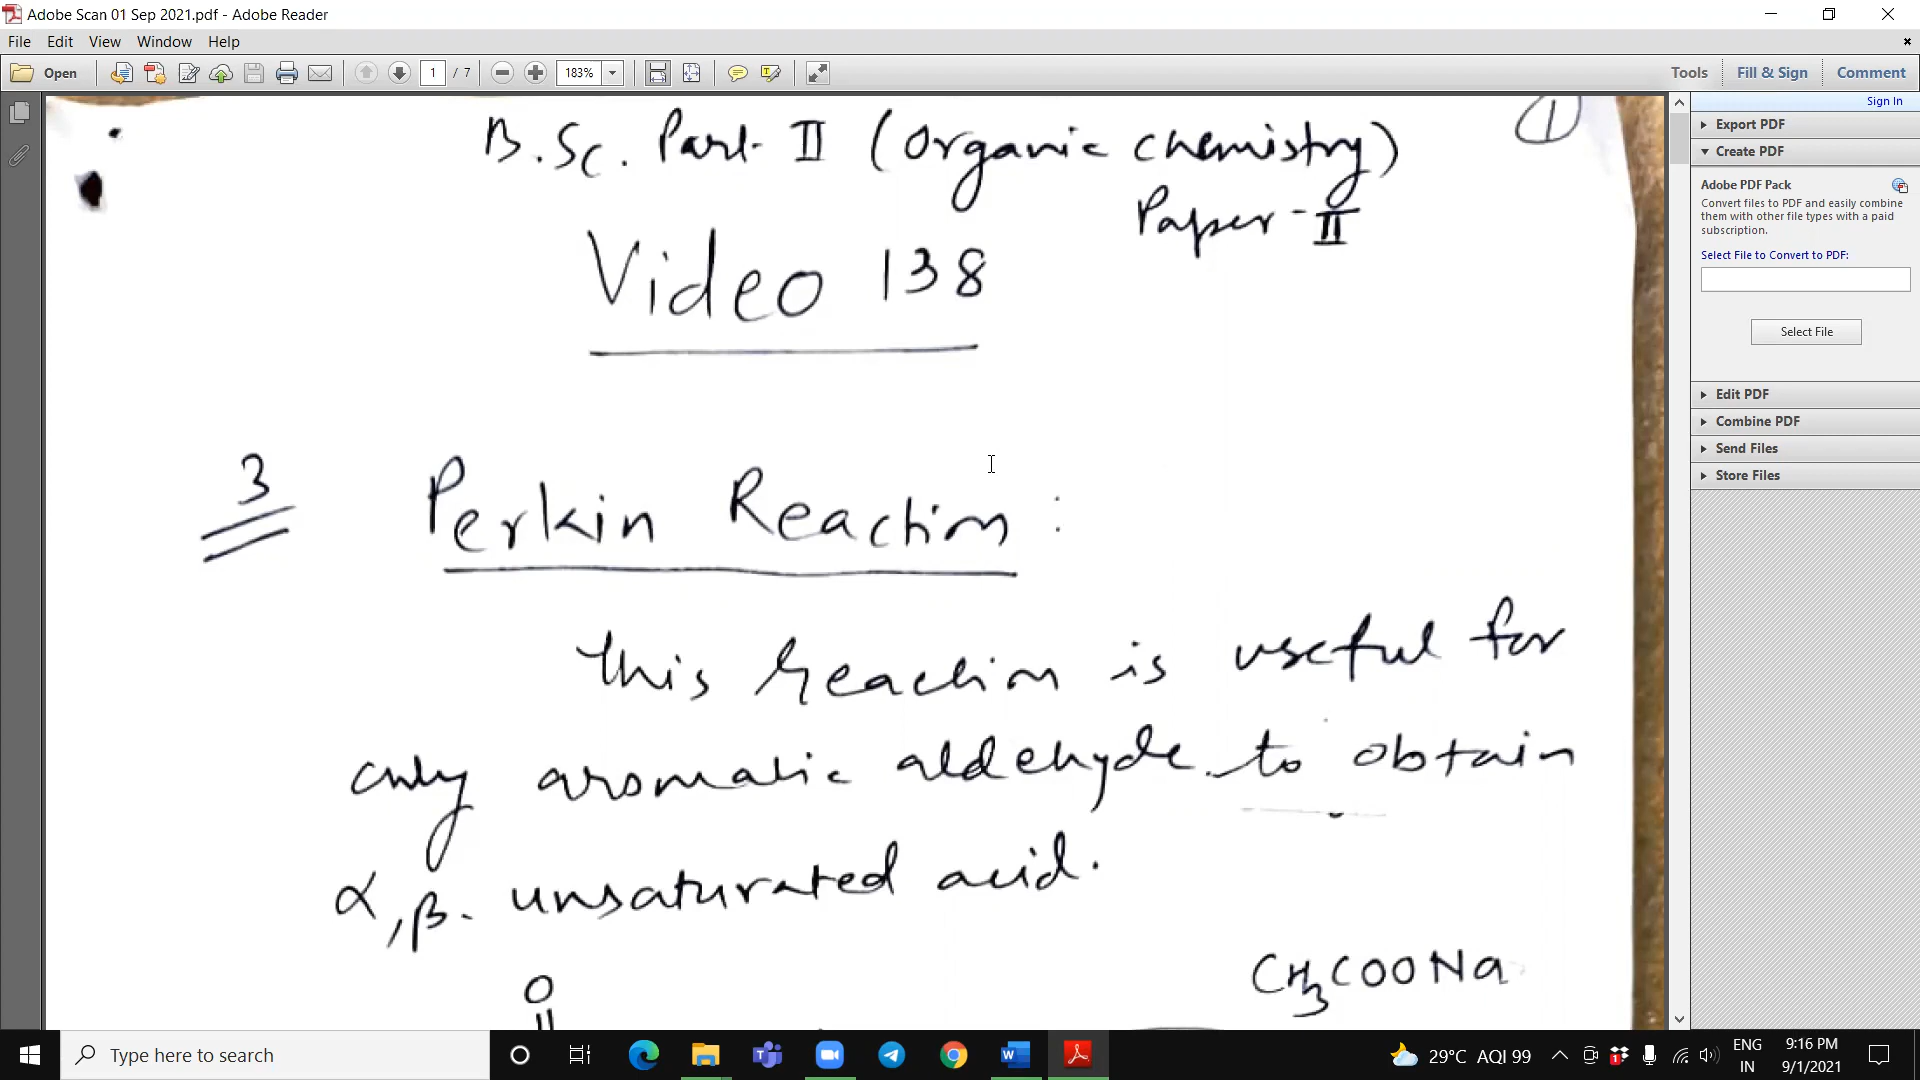 Adobe Scan 01 Sep 2021.pdf - Adobe Reader
File Edit View Window Help
Open 1 / 7 183% Tools Fill & Sign Comment
Sign In
Export PDF
Create PDF
Adobe PDF Pack
Convert files to PDF and easily combine
them with other file types with a paid
subscription.
Select File to Convert to PDF:
Select File
Edit PDF
Combine PDF
Send Files
Store Files
1
B.Sc. Part-II (Organic chemistry)
Paper-II
Video 138
3 Perkin Reaction :
This Reaction is useful for
only aromatic aldehyde. to obtain
α,β- unsaturated acid.
CH3COONa
O
Type here to search
29°C AQI 99
ENG
IN
9:16 PM
9/1/2021